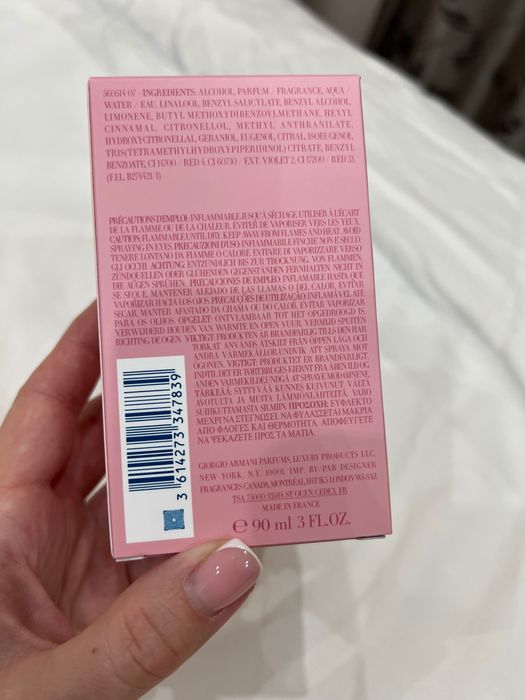 560514 07 - INGREDIENTS: ALCOHOL, PARFUM / FRAGRANCE, AQUA /
WATER / EAU, LINALOOL, BENZYL SALICYLATE, BENZYL ALCOHOL,
LIMONENE, BUTYL METHOXYDIBENZOYLMETHANE, HEXYL
CINNAMAL, CITRONELLOL, METHYL ANTHRANILATE,
HYDROXYCITRONELLAL, GERANIOL, EUGENOL, CITRAL, ISOEUGENOL,
TRIS(TETRAMETHYLHYDROXYPIPERIDINOL) CITRATE, BENZYL
BENZOATE, CI 14700 / RED 4, CI 60730 / EXT. VIOLET 2, CI 17200 / RED 33.
(F.I.L. B274421/1)
PRÉCAUTIONS D'EMPLOI: INFLAMMABLE JUSQU'À SÉCHAGE. UTILISER À L'ÉCART
DE LA FLAMME OU DE LA CHALEUR. ÉVITER DE VAPORISER VERS LES YEUX.
CAUTION: FLAMMABLE UNTIL DRY. KEEP AWAY FROM FLAMES AND HEAT. AVOID
SPRAYING IN EYES. PRECAUZIONI D'USO: INFIAMMABILE FINCHE' NON È SECCO.
TENERE LONTANO DA FIAMME O CALORE. EVITARE DI VAPORIZZARE VERSO
GLI OCCHI. ACHTUNG: ENTZÜNDLICH BIS ZUR TROCKNUNG. VON FLAMMEN,
ZÜNDQUELLEN ODER GLÜHENDEN GEGENSTÄNDEN FERNHALTEN. NICHT IN
DIE AUGEN SPRÜHEN. PRECAUCIONES DE EMPLEO: INFLAMABLE HASTA QUE
SE SEQUE. MANTENER ALEJADO DE LAS LLAMAS O DEL CALOR. EVITAR
VAPORIZAR HACIA LOS OJOS. PRECAUÇÕES DE UTILIZAÇÃO: INFLAMÁVEL ATÉ
SECAR. MANTER AFASTADO DA CHAMA OU DO CALOR. EVITAR VAPORIZAR
PARA OS OLHOS. OPGELET: ONTVLAMBAAR TOT HET OPGEDROOGD IS.
VERWIJDERD HOUDEN VAN WARMTE EN OPEN VUUR. VERMIJD SPUITEN
RICHTING DE OGEN. VIKTIGT: PRODUKTEN ÄR BRANDFARLIG TILLS DEN HAR
TORKAT. ANVÄNDS ÅTSKILT FRÅN ÖPPEN LÅGA OCH
ANDRA VÄRMEKÄLLOR. UNDVIK ATT SPRAYA MOT
ÖGONEN. VIGTIGT: PRODUKTET ER BRANDFARLIGT,
INDTIL DET ER FORTØRRET. BRUGES FJERNT FRA ÅBEN ILD OG
ANDEN VARMEKILDE. UNDGÅ AT SPRAYE MOD ØJNENE.
TÄRKEÄÄ: SYTTYVÄÄ KUNNES KUIVUNUT. VÄLTÄ
AVOTULTA JA MUITA LÄMMÖNLÄHTEITÄ. VARO
SUIHKUTTAMASTA SILMIIN. ΠΡΟΣΟΧΗ: ΕΥΦΛΕΚΤΟ
ΜΕΧΡΙ ΝΑ ΣΤΕΓΝΩΣΕΙ. ΝΑ ΦΥΛΑΣΣΕΤΑΙ ΜΑΚΡΙΑ
ΑΠΟ ΦΛΟΓΕΣ ΚΑΙ ΘΕΡΜΟΤΗΤΑ. ΑΠΟΦΕΥΓΕΤΕ
ΝΑ ΨΕΚΑΖΕΤΕ ΠΡΟΣ ΤΑ ΜΑΤΙΑ.
3 614273 347839
GIORGIO ARMANI PARFUMS, LUXURY PRODUCTS LLC,
NEW YORK, N.Y. 10001, IMP. BY/PAR DESIGNER
FRAGRANCES CANADA, MONTRÉAL, H4T 1K5 LONDON W6 8AZ
TSA 75000 93584 ST OUEN CEDEX, FR
MADE IN FRANCE
e 90 ml 3 FL.OZ.